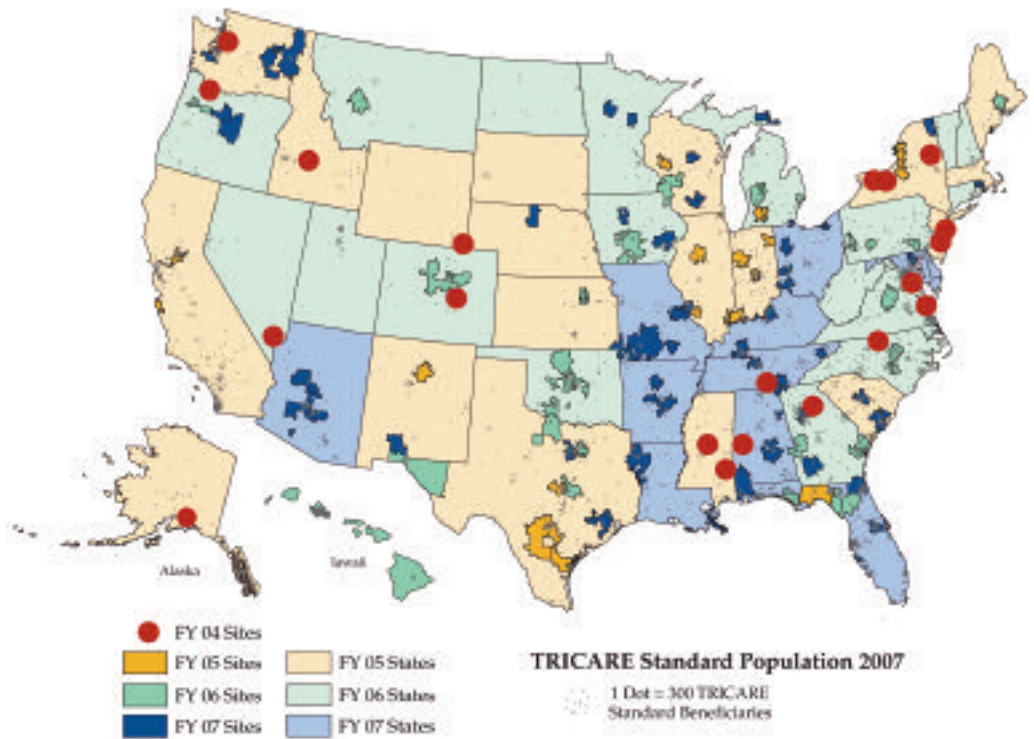 Alaska
Hawaii
FY 04 Sites
FY 05 Sites
FY 05 States
FY 06 Sites
FY 06 States
FY 07 Sites
FY 07 States
TRICARE Standard Population 2007
1 Dot = 300 TRICARE
Standard Beneficiaries